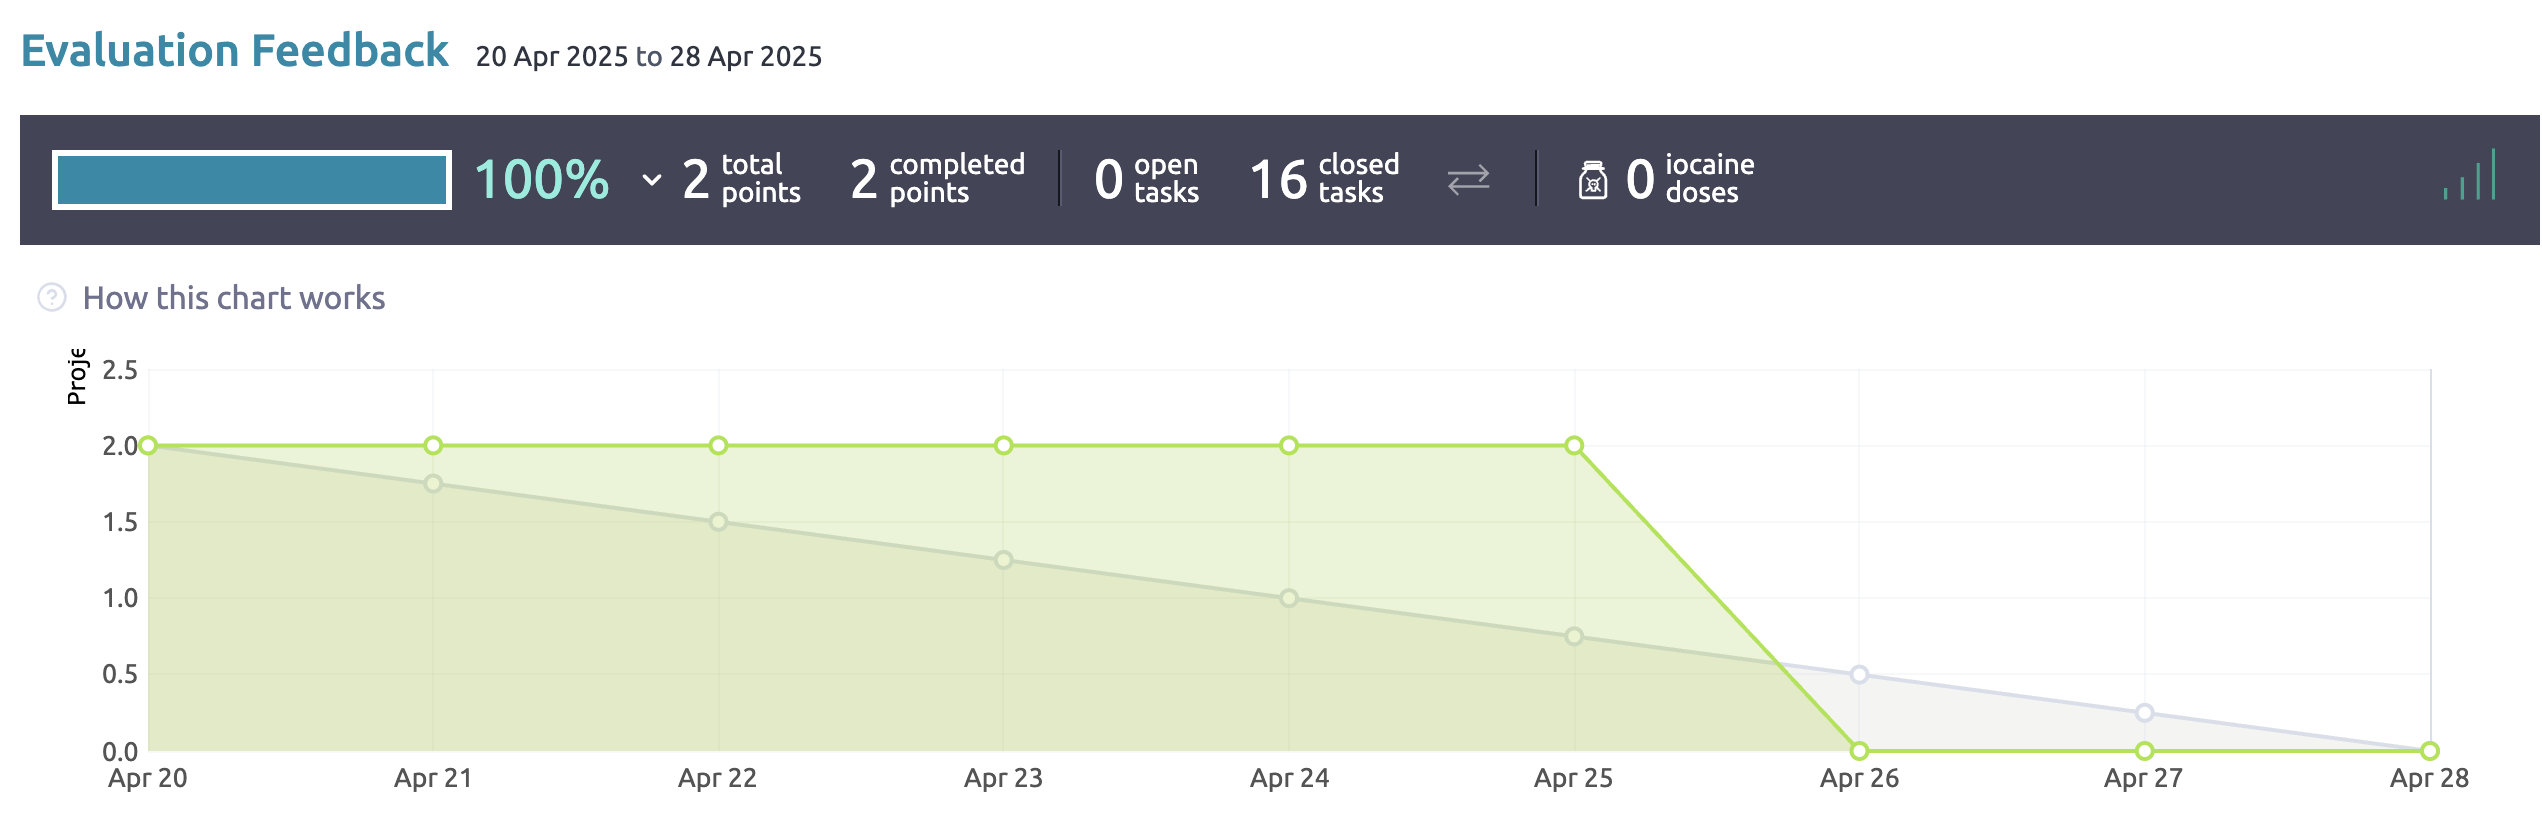 Evaluation Feedback 20 Apr 2025 to 28 Apr 2025
100% 2 total points 2 completed points 0 open tasks 16 closed tasks 0 iocaine doses
? How this chart works
Proje
2.5
2.0
1.5
1.0
0.5
0.0
Apr 20 Apr 21 Apr 22 Apr 23 Apr 24 Apr 25 Apr 26 Apr 27 Apr 28